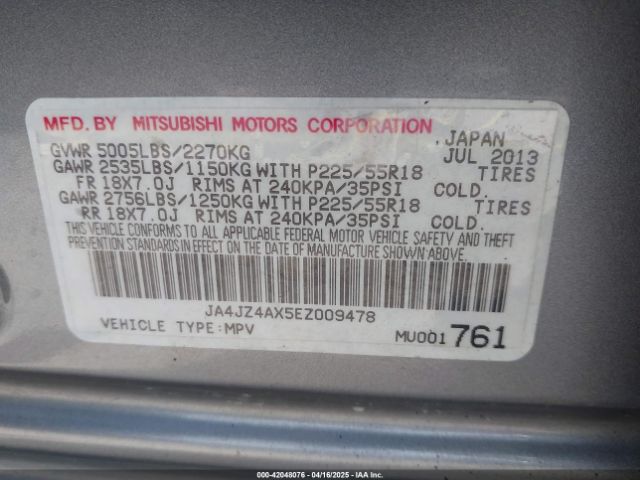 MFD. BY MITSUBISHI MOTORS CORPORATION
JAPAN
GVWR 5005LBS/2270KG JUL 2013
GAWR 2535LBS/1150KG WITH P225/55R18 TIRES
FR 18X7.0J RIMS AT 240KPA/35PSI COLD.
GAWR 2756LBS/1250KG WITH P225/55R18 TIRES
RR 18X7.0J RIMS AT 240KPA/35PSI COLD.
THIS VEHICLE CONFORMS TO ALL APPLICABLE FEDERAL MOTOR VEHICLE SAFETY AND THEFT
PREVENTION STANDARDS IN EFFECT ON THE DATE OF MANUFACTURE SHOWN ABOVE.
JA4JZ4AX5EZ009478
VEHICLE TYPE:MPV MU001 761
000-42048076 - 04/16/2025 - IAA Inc.